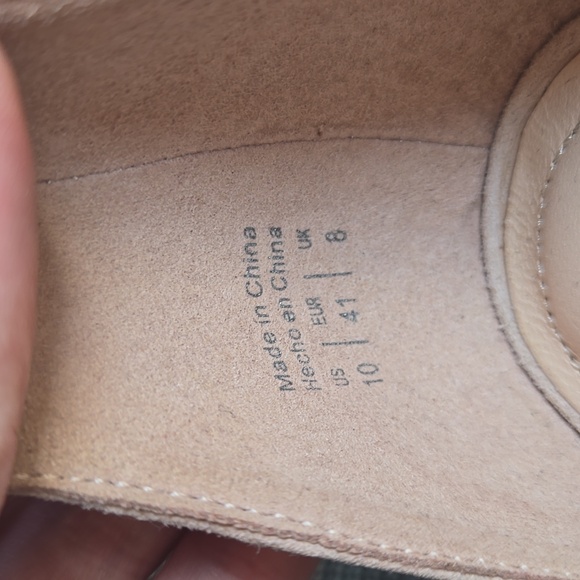 Made in China
Hecho en China
US | EUR | UK
10 | 41 | 8